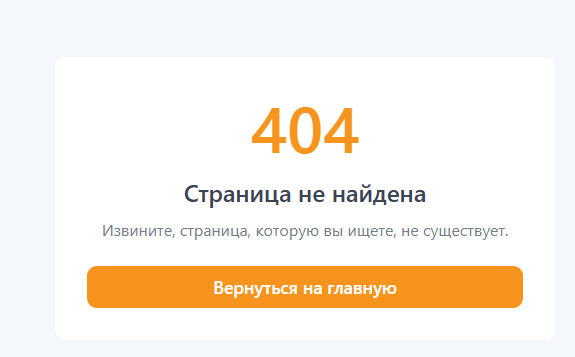 404
Страница не найдена
Извините, страница, которую вы ищете, не существует.
Вернуться на главную